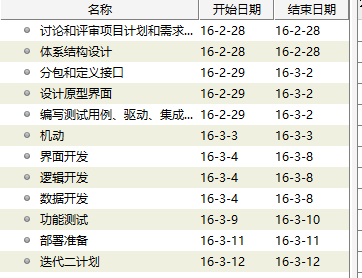 名称 开始日期 结束日期
讨论和评审项目计划和需求... 16-2-28 16-2-28
体系结构设计 16-2-28 16-2-28
分包和定义接口 16-2-29 16-3-2
设计原型界面 16-2-29 16-3-2
编写测试用例、驱动、集成... 16-2-29 16-3-2
机动 16-3-3 16-3-3
界面开发 16-3-4 16-3-8
逻辑开发 16-3-4 16-3-8
数据开发 16-3-4 16-3-8
功能测试 16-3-9 16-3-10
部署准备 16-3-11 16-3-11
迭代二计划 16-3-12 16-3-12